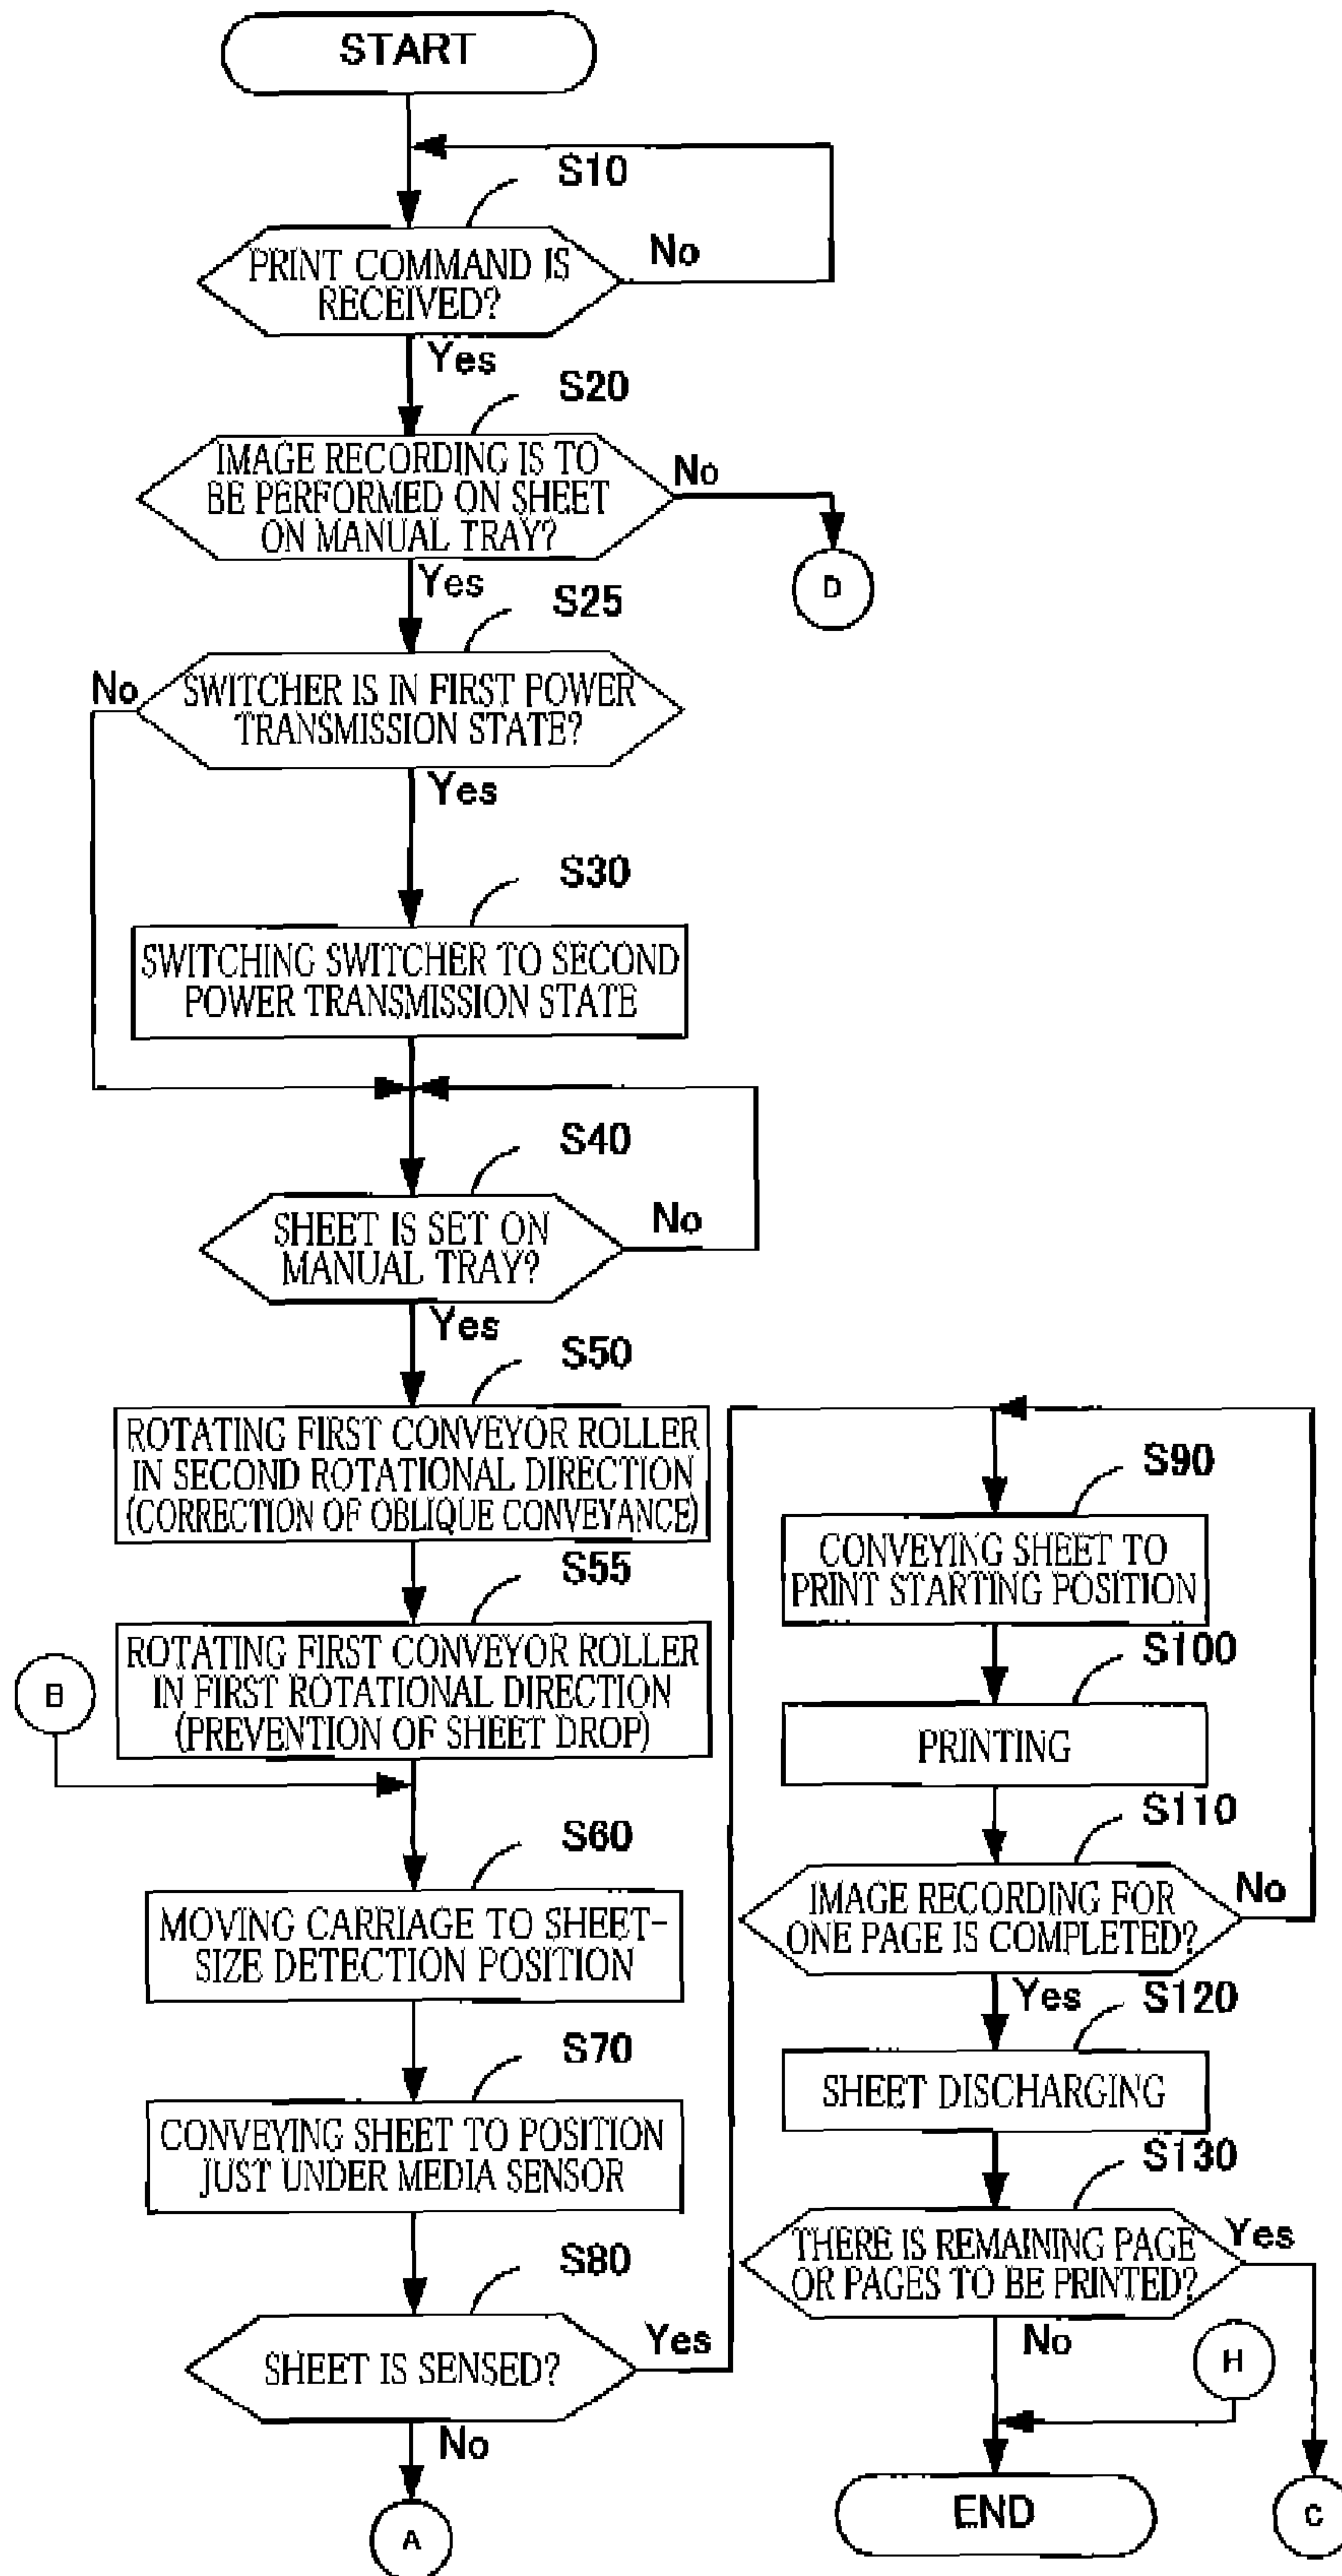 START
S10
PRINT COMMAND IS
RECEIVED?
No
Yes
S20
IMAGE RECORDING IS TO
BE PERFORMED ON SHEET
ON MANUAL TRAY?
No
D
Yes
S25
SWITCHER IS IN FIRST POWER
TRANSMISSION STATE?
No
Yes
S30
SWITCHING SWITCHER TO SECOND
POWER TRANSMISSION STATE
S40
SHEET IS SET ON
MANUAL TRAY?
No
Yes
S50
ROTATING FIRST CONVEYOR ROLLER
IN SECOND ROTATIONAL DIRECTION
(CORRECTION OF OBLIQUE CONVEYANCE)
S55
ROTATING FIRST CONVEYOR ROLLER
IN FIRST ROTATIONAL DIRECTION
(PREVENTION OF SHEET DROP)
B
S60
MOVING CARRIAGE TO SHEET-
SIZE DETECTION POSITION
S70
CONVEYING SHEET TO POSITION
JUST UNDER MEDIA SENSOR
S80
SHEET IS SENSED?
Yes
No
A
S90
CONVEYING SHEET TO
PRINT STARTING POSITION
S100
PRINTING
S110
IMAGE RECORDING FOR
ONE PAGE IS COMPLETED?
No
Yes
S120
SHEET DISCHARGING
S130
THERE IS REMAINING PAGE
OR PAGES TO BE PRINTED?
Yes
No
H
END
C